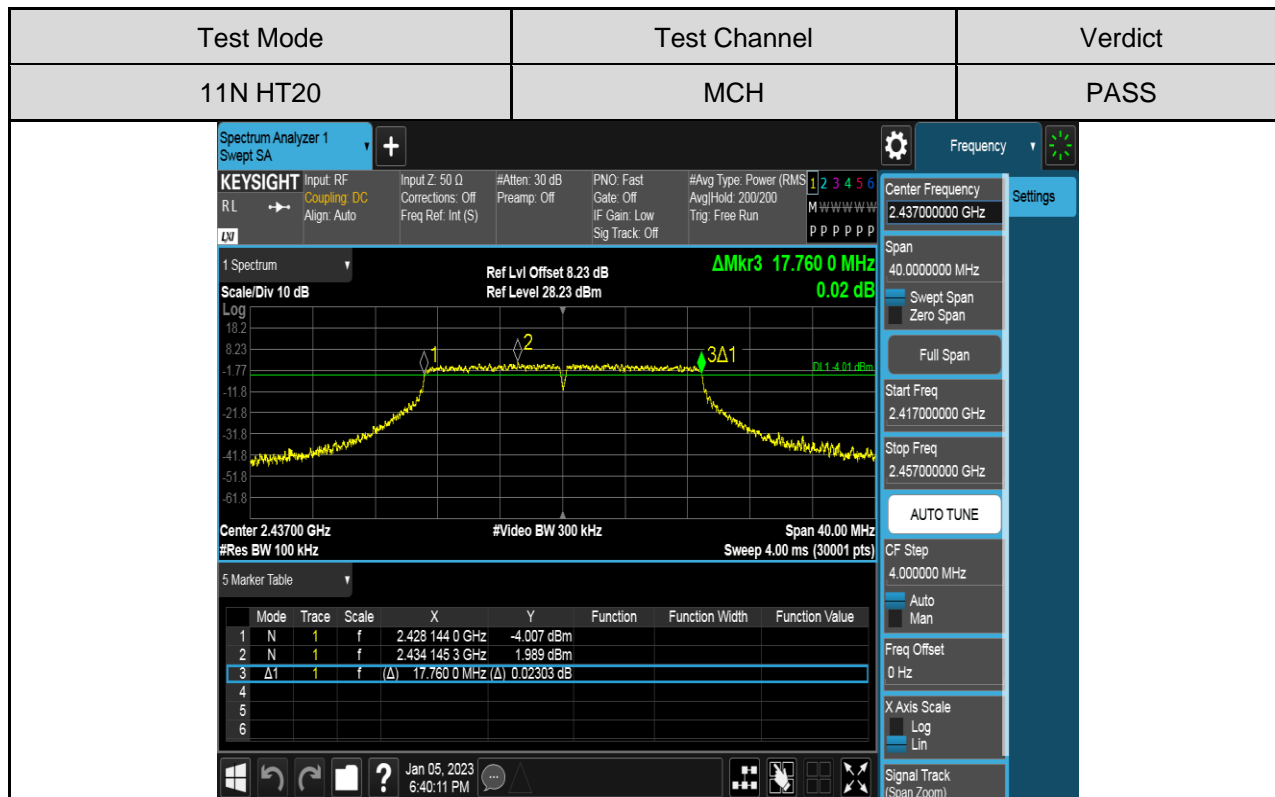 Test Mode Test Channel Verdict
11N HT20 MCH PASS
Spectrum Analyzer 1
Swept SA
+
Frequency
KEYSIGHT Input: RF Input Z: 50 Ω #Atten: 30 dB PNO: Fast #Avg Type: Power (RMS 1 2 3 4 5 6
RL Coupling: DC Corrections: Off Preamp: Off Gate: Off Avg|Hold: 200/200 M W W W W W
Align: Auto Freq Ref: Int (S) IF Gain: Low Trig: Free Run
LXI Sig Track: Off P P P P P P
1 Spectrum Ref Lvl Offset 8.23 dB ΔMkr3 17.760 0 MHz
Scale/Div 10 dB Ref Level 28.23 dBm 0.02 dB
Log
18.2
8.23
-1.77
-11.8
-21.8
-31.8
-41.8
-51.8
-61.8
1
2
3Δ1
DL1 -4.01 dBm
Center 2.43700 GHz #Video BW 300 kHz Span 40.00 MHz
#Res BW 100 kHz Sweep 4.00 ms (30001 pts)
5 Marker Table
Mode Trace Scale X Y Function Function Width Function Value
1 N 1 f 2.428 144 0 GHz -4.007 dBm
2 N 1 f 2.434 145 3 GHz 1.989 dBm
3 Δ1 1 f (Δ) 17.760 0 MHz (Δ) 0.02303 dB
4
5
6
?
Jan 05, 2023
6:40:11 PM
Center Frequency
2.437000000 GHz
Settings
Span
40.0000000 MHz
Swept Span
Zero Span
Full Span
Start Freq
2.417000000 GHz
Stop Freq
2.457000000 GHz
AUTO TUNE
CF Step
4.000000 MHz
Auto
Man
Freq Offset
0 Hz
X Axis Scale
Log
Lin
Signal Track
(Span Zoom)